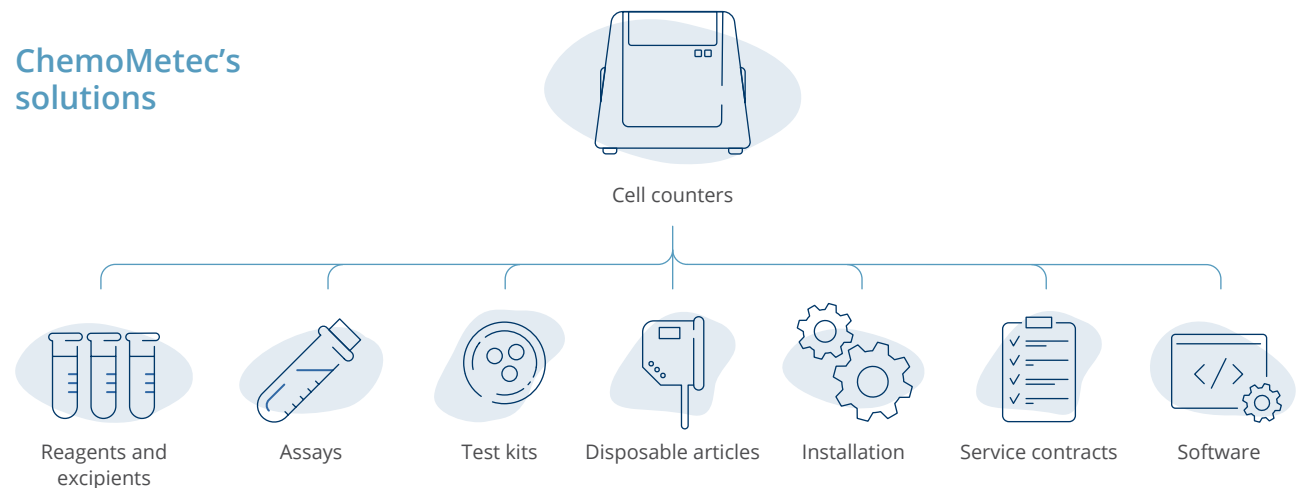 ChemoMetec's
solutions
Cell counters
Reagents and
excipients
Assays
Test kits
Disposable articles
Installation
Service contracts
</>
Software